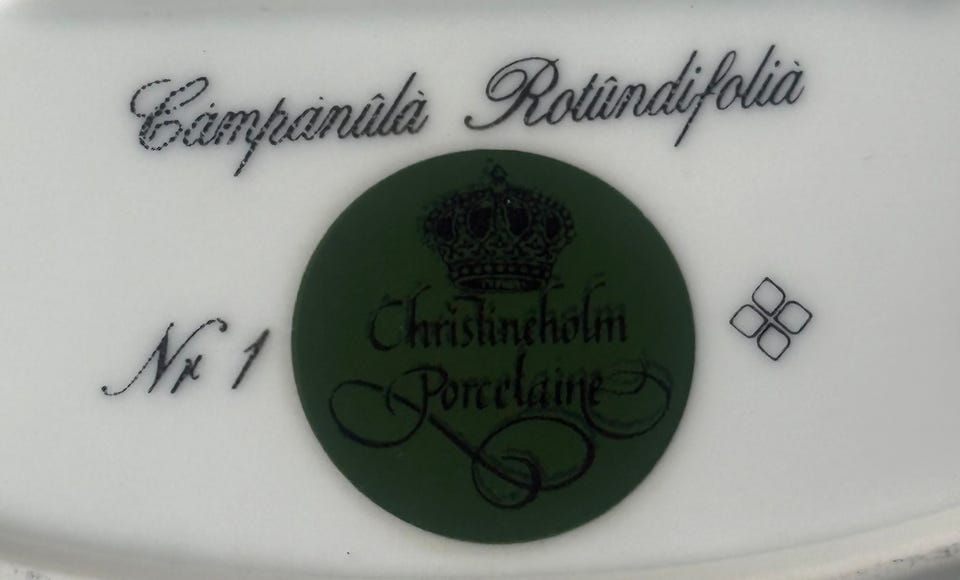 Càmpànûlà Rotûndifolià
Nr 1
Christineholm
Porcelaine